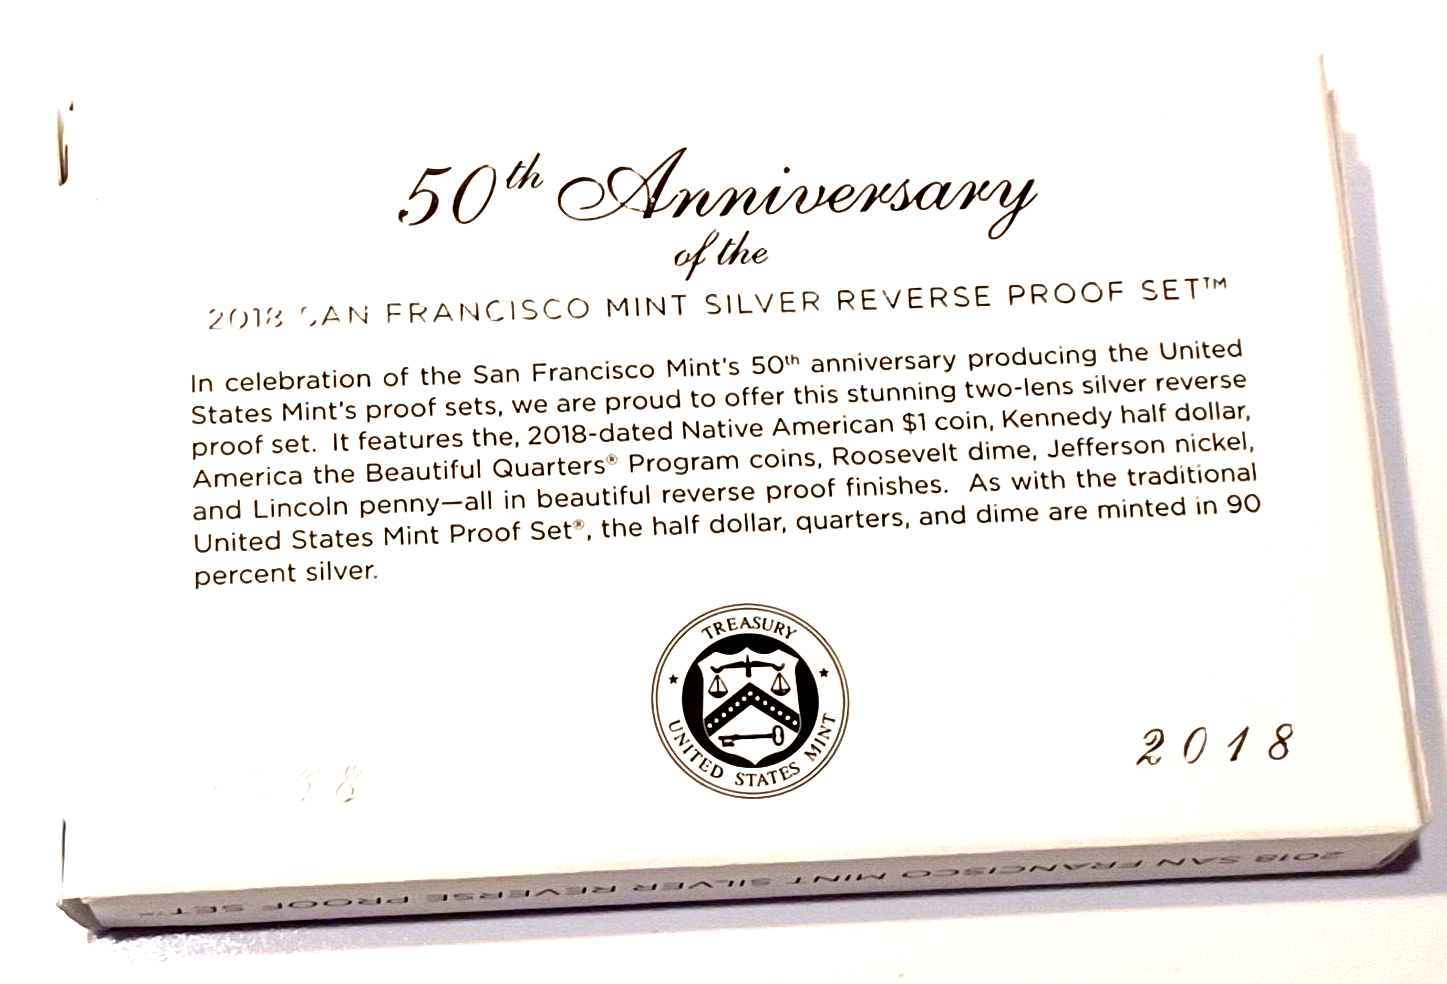 50th Anniversary
of the
2018 SAN FRANCISCO MINT SILVER REVERSE PROOF SET™
In celebration of the San Francisco Mint's 50th anniversary producing the United
States Mint's proof sets, we are proud to offer this stunning two-lens silver reverse
proof set.  It features the, 2018-dated Native American $1 coin, Kennedy half dollar,
America the Beautiful Quarters® Program coins, Roosevelt dime, Jefferson nickel,
and Lincoln penny—all in beautiful reverse proof finishes.  As with the traditional
United States Mint Proof Set®, the half dollar, quarters, and dime are minted in 90
percent silver.
TREASURY
UNITED STATES MINT
2018
2018 SAN FRANCISCO MINT SILVER REVERSE PROOF SET™